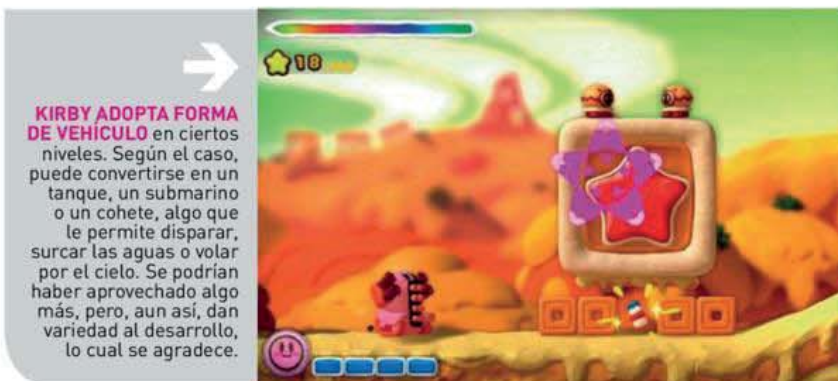 KIRBY ADOPTA FORMA
DE VEHÍCULO en ciertos
niveles. Según el caso,
puede convertirse en un
tanque, un submarino
o un cohete, algo que
le permite disparar,
surcar las aguas o volar
por el cielo. Se podrían
haber aprovechado algo
más, pero, aun así, dan
variedad al desarrollo,
lo cual se agradece.
18